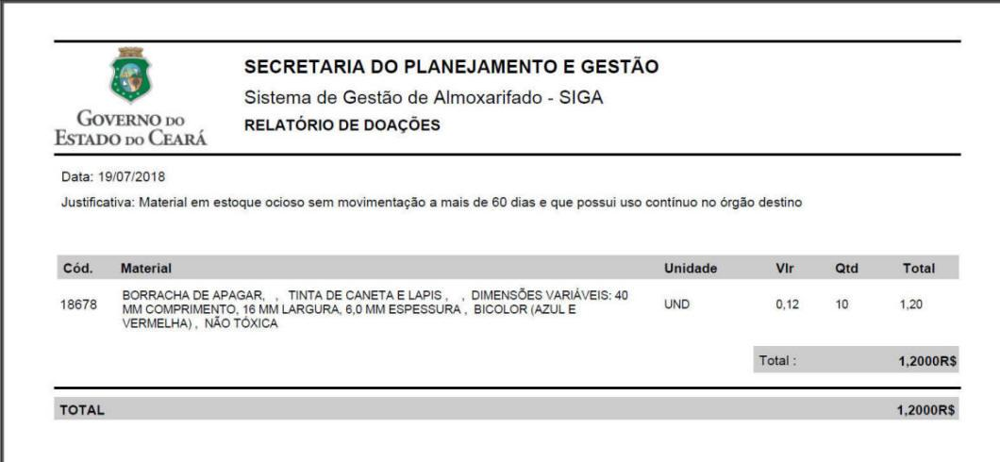 SECRETARIA DO PLANEJAMENTO E GESTÃO
Sistema de Gestão de Almoxarifado - SIGA
RELATÓRIO DE DOAÇÕES
GOVERNO DO
ESTADO DO CEARÁ
Data: 19/07/2018
Justificativa: Material em estoque ocioso sem movimentação a mais de 60 dias e que possui uso contínuo no órgão destino
Cód. Material Unidade Vlr Qtd Total
BORRACHA DE APAGAR, , TINTA DE CANETA E LAPIS , , DIMENSÕES VARIÁVEIS: 40
18678 MM COMPRIMENTO, 16 MM LARGURA, 6,0 MM ESPESSURA , BICOLOR (AZUL E UND 0,12 10 1,20
VERMELHA) , NÃO TÓXICA
Total : 1,2000R$
TOTAL 1,2000R$